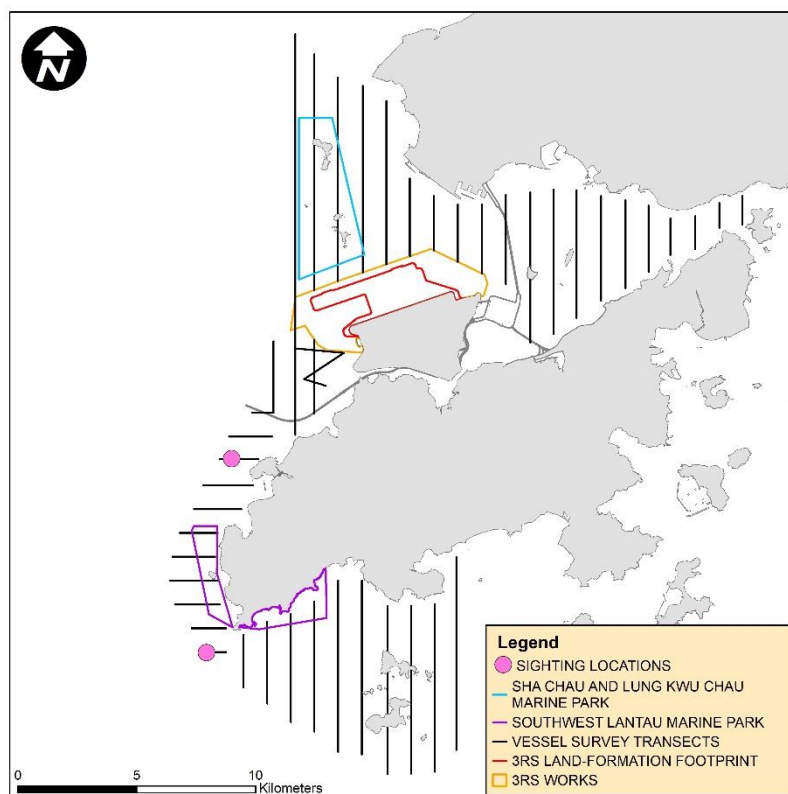 N
Legend
SIGHTING LOCATIONS
SHA CHAU AND LUNG KWU CHAU
MARINE PARK
SOUTHWEST LANTAU MARINE PARK
VESSEL SURVEY TRANSECTS
3RS LAND-FORMATION FOOTPRINT
3RS WORKS
0 5 10
Kilometers